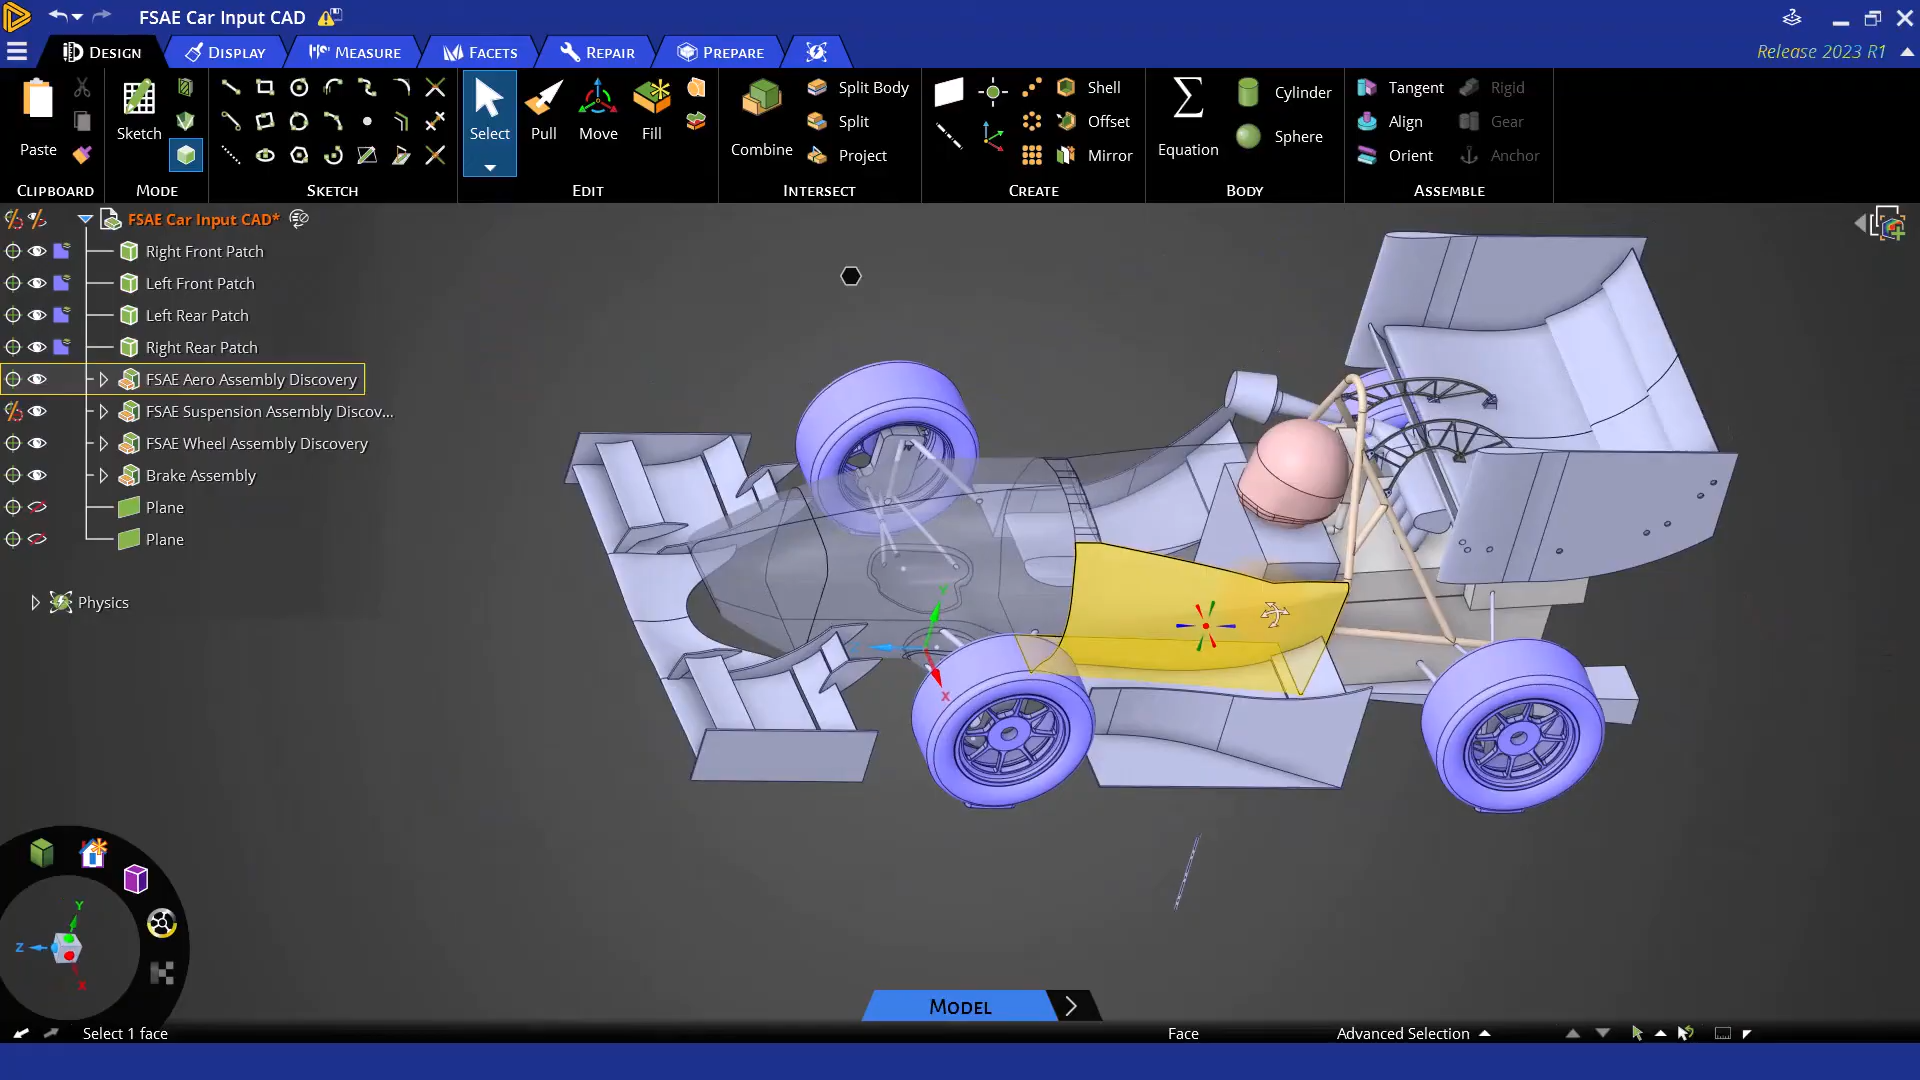 FSAE Car Input CAD
Design
Display
Measure
Facets
Repair
Prepare
Release 2023 R1
Paste
Sketch
Select
Pull
Move
Fill
Combine
Split Body
Split
Project
Shell
Offset
Mirror
Equation
Cylinder
Sphere
Tangent
Align
Orient
Rigid
Gear
Anchor
Clipboard
Mode
Sketch
Edit
Intersect
Create
Body
Assemble
FSAE Car Input CAD*
Right Front Patch
Left Front Patch
Left Rear Patch
Right Rear Patch
FSAE Aero Assembly Discovery
FSAE Suspension Assembly Discov...
FSAE Wheel Assembly Discovery
Brake Assembly
Plane
Plane
Physics
Y
Z
X
Y
Z
X
Model
Select 1 face
Face
Advanced Selection